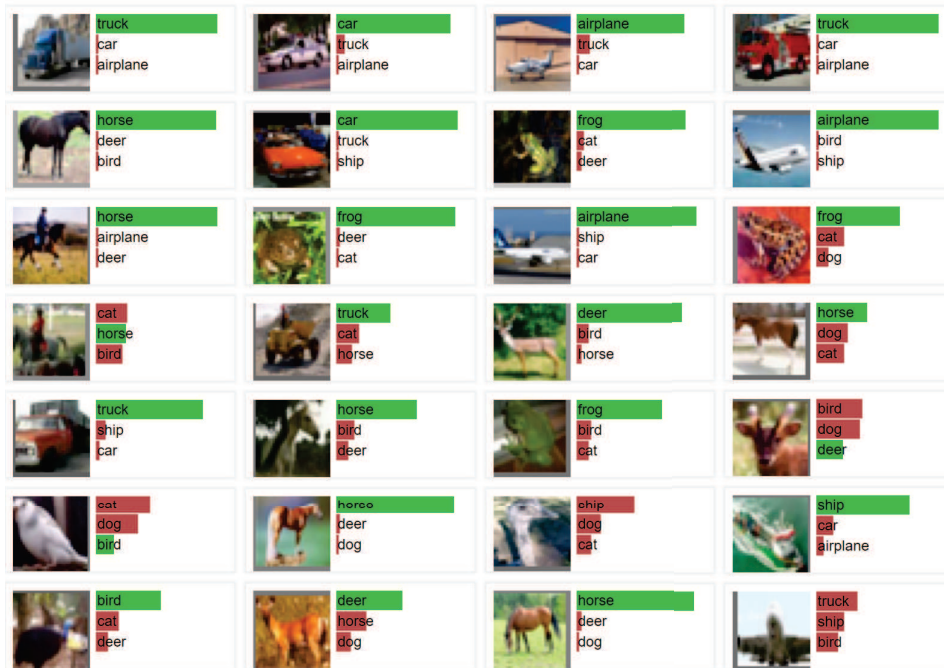 truck
car
airplane
car
truck
airplane
airplane
truck
car
truck
car
airplane
horse
deer
bird
car
truck
ship
frog
cat
deer
airplane
bird
ship
horse
airplane
deer
frog
deer
cat
airplane
ship
car
frog
cat
dog
cat
horse
bird
truck
cat
horse
deer
bird
horse
horse
dog
cat
truck
ship
car
horse
bird
deer
frog
bird
cat
bird
dog
deer
cat
dog
bird
horse
deer
dog
ship
dog
cat
ship
car
airplane
bird
cat
deer
deer
horse
dog
horse
deer
dog
truck
ship
bird